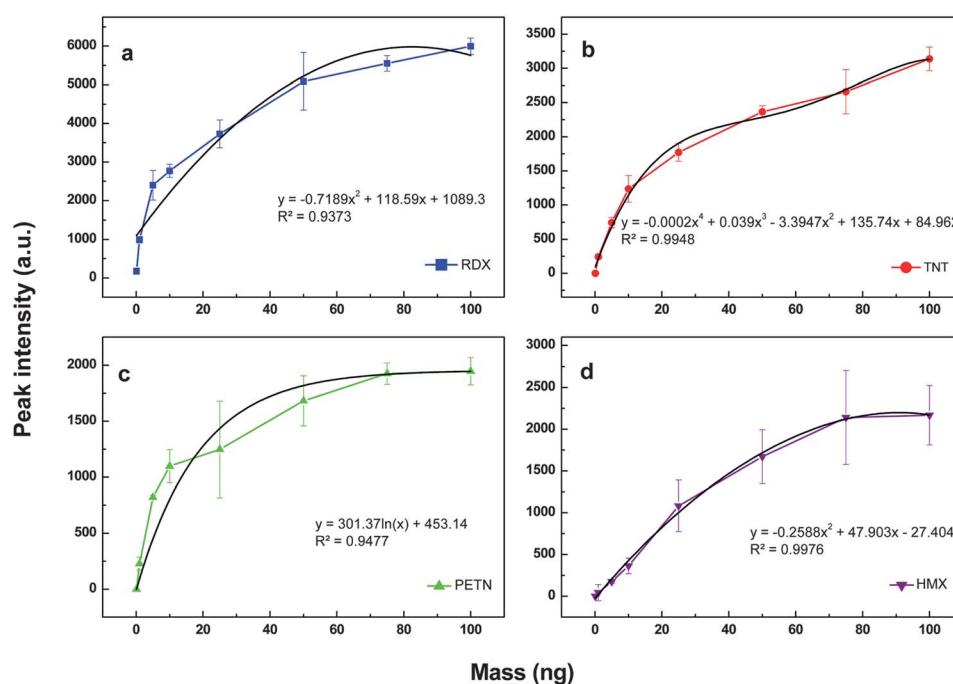 Peak intensity (a.u.)
a
6000
5000
4000
3000
2000
1000
0
0 20 40 60 80 100
y = -0.7189x² + 118.59x + 1089.3
R² = 0.9373
RDX
b
3500
3000
2500
2000
1500
1000
500
0
0 20 40 60 80 100
y = -0.0002x⁴ + 0.039x³ - 3.3947x² + 135.74x + 84.962
R² = 0.9948
TNT
c
2000
1500
1000
500
0
0 20 40 60 80 100
y = 301.37ln(x) + 453.14
R² = 0.9477
PETN
d
2500
2000
1500
1000
500
0
0 20 40 60 80 100
y = -0.2588x² + 47.903x - 27.404
R² = 0.9976
HMX
Mass (ng)